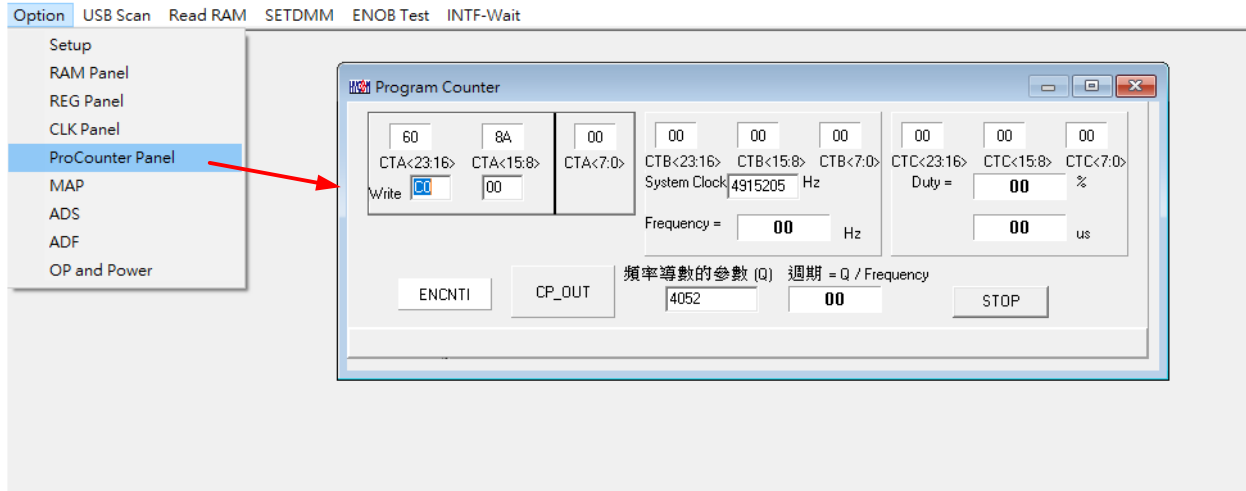 Option USB Scan Read RAM SETDMM ENOB Test INTF-Wait
Setup
RAM Panel
REG Panel
CLK Panel
ProCounter Panel
MAP
ADS
ADF
OP and Power
HYCON Program Counter
60 8A 00 00 00 00 00 00 00
CTA<23:16> CTA<15:8> CTA<7:0> CTB<23:16> CTB<15:8> CTB<7:0> CTC<23:16> CTC<15:8> CTC<7:0>
Write C0 00 System Clock 4915205 Hz Duty = 00 %
Frequency = 00 Hz 00 us
頻率導數的參數 (Q) 週期 = Q / Frequency
ENCNTI CP_OUT 4052 00 STOP